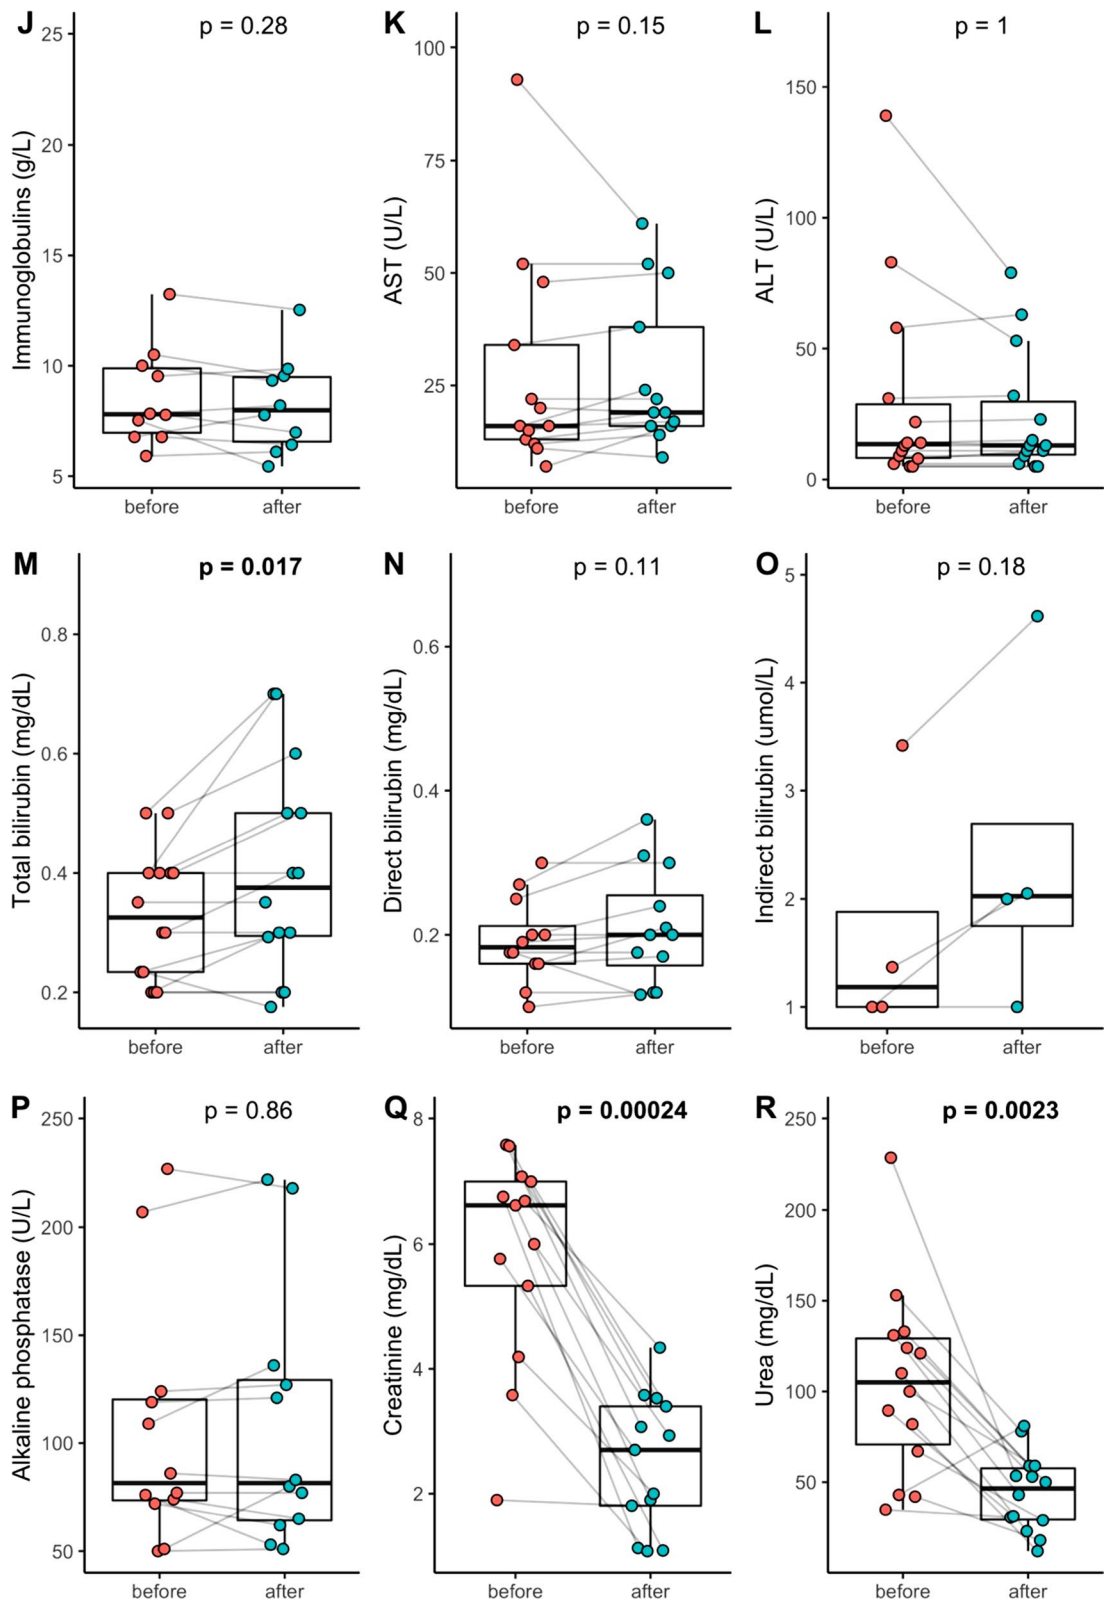 J
p = 0.28
Immunoglobulins (g/L)
25
20
15
10
5
before after
K
p = 0.15
AST (U/L)
100
75
50
25
before after
L
p = 1
ALT (U/L)
150
100
50
0
before after
M
p = 0.017
Total bilirubin (mg/dL)
0.8
0.6
0.4
0.2
before after
N
p = 0.11
Direct bilirubin (mg/dL)
0.6
0.4
0.2
before after
O
p = 0.18
Indirect bilirubin (umol/L)
5
4
3
2
1
before after
P
p = 0.86
Alkaline phosphatase (U/L)
250
200
150
100
50
before after
Q
p = 0.00024
Creatinine (mg/dL)
8
6
4
2
before after
R
p = 0.0023
Urea (mg/dL)
250
200
150
100
50
before after